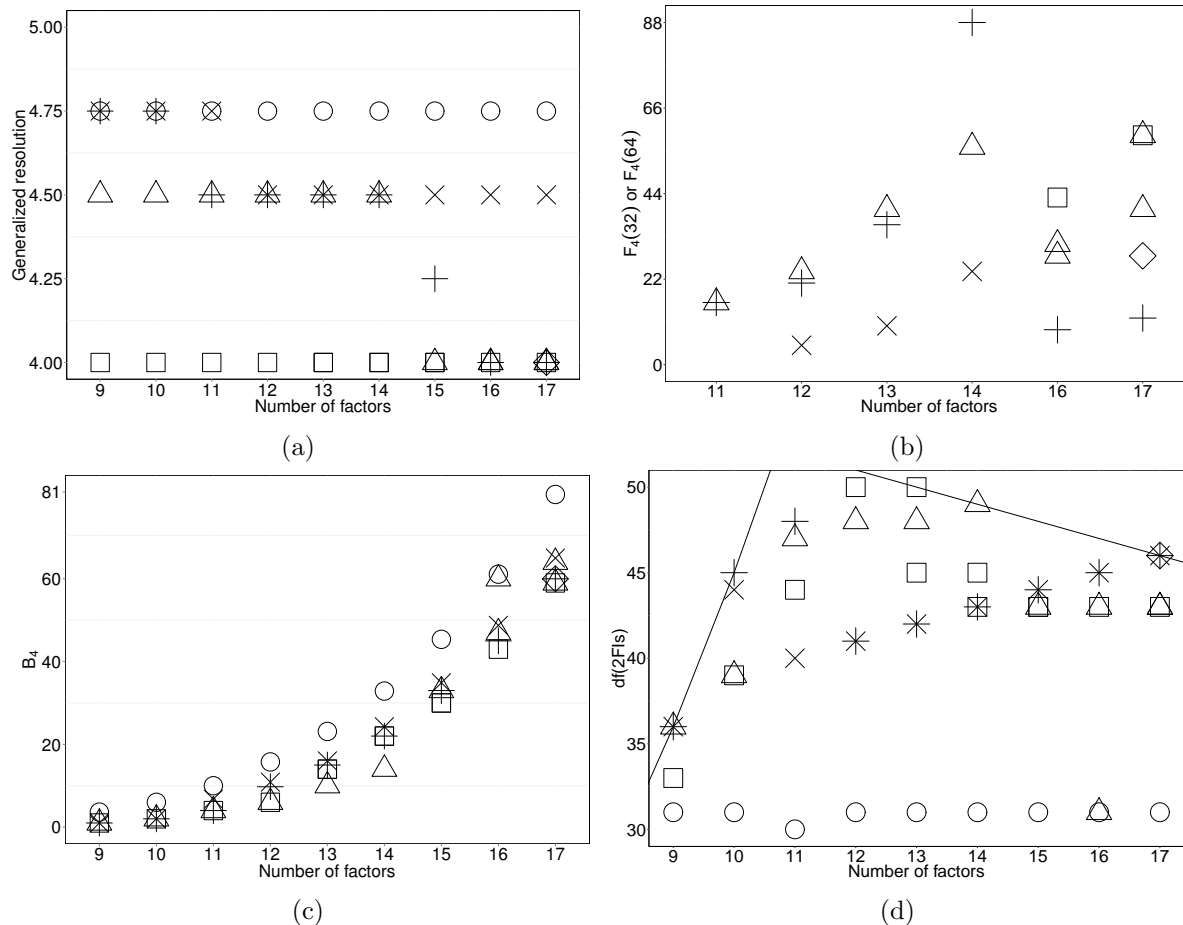 5.00
4.75
4.50
4.25
4.00
Generalized resolution
9 10 11 12 13 14 15 16 17
Number of factors
(a)
88
66
44
22
0
F4(32) or F4(64)
11 12 13 14 16 17
Number of factors
(b)
81
60
40
20
0
B4
9 10 11 12 13 14 15 16 17
Number of factors
(c)
50
45
40
35
30
df(2FIs)
9 10 11 12 13 14 15 16 17
Number of factors
(d)